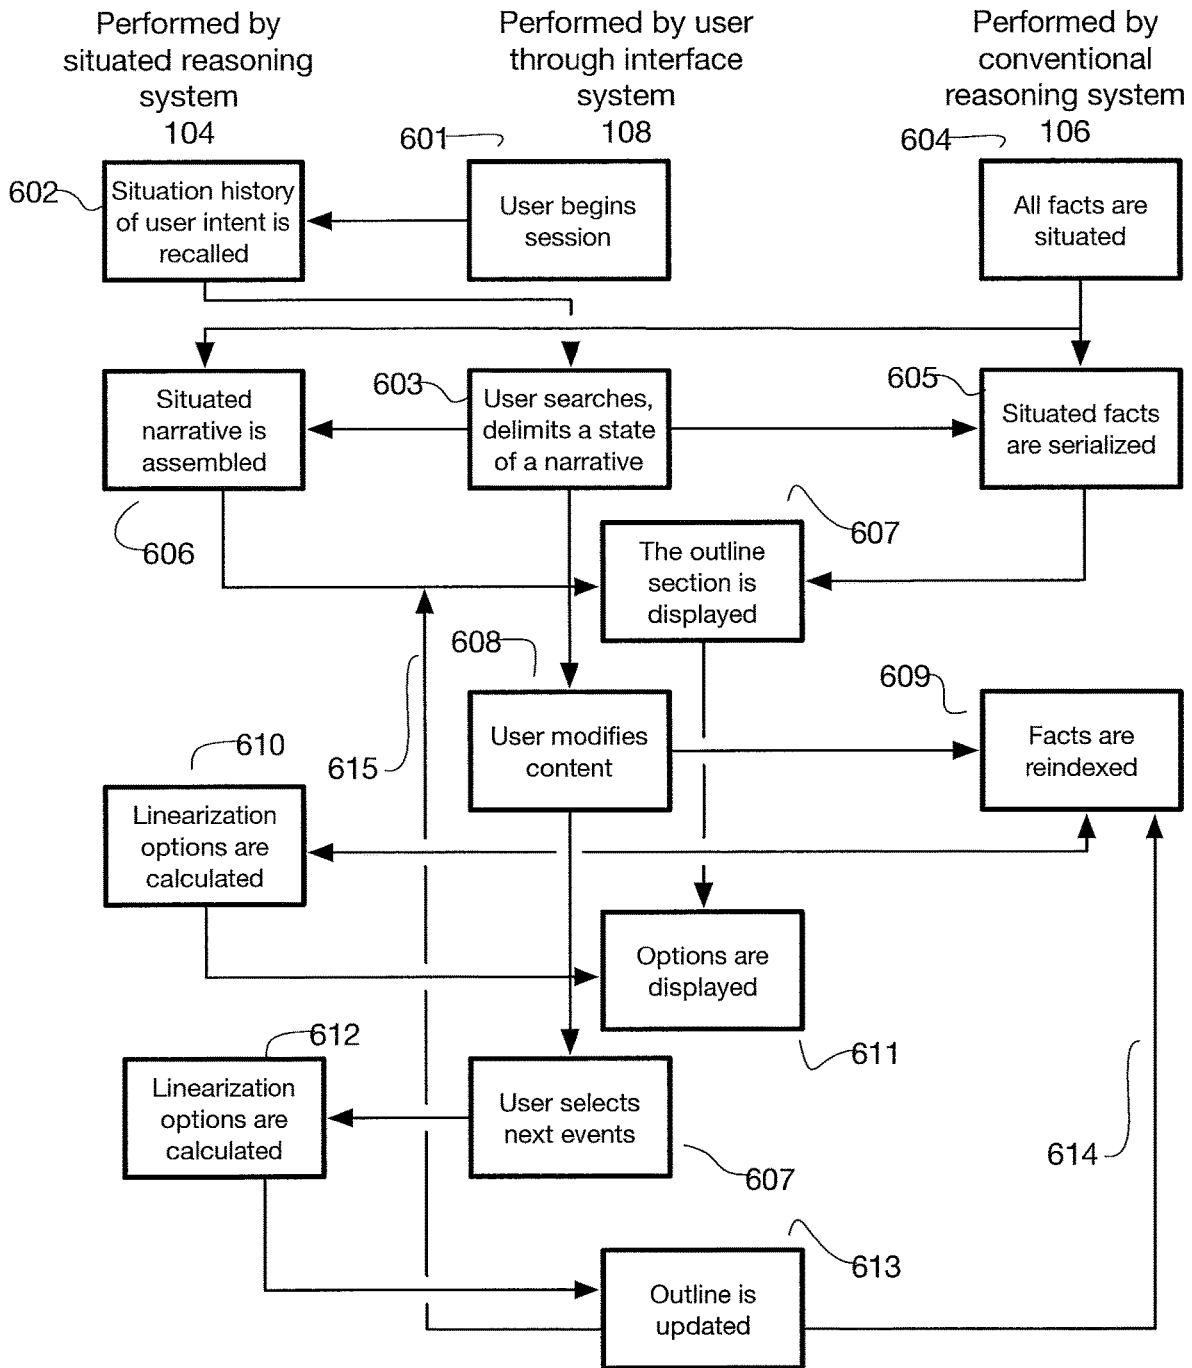 Performed by
situated reasoning
system
104
Performed by user
through interface
system
108
Performed by
conventional
reasoning system
106
601
604
602
Situation history
of user intent is
recalled
User begins
session
All facts are
situated
603
605
Situated
narrative is
assembled
User searches,
delimits a state
of a narrative
Situated facts
are serialized
606
607
The outline
section is
displayed
608
609
610
615
User modifies
content
Facts are
reindexed
Linearization
options are
calculated
Options are
displayed
612
611
Linearization
options are
calculated
User selects
next events
607
614
613
Outline is
updated